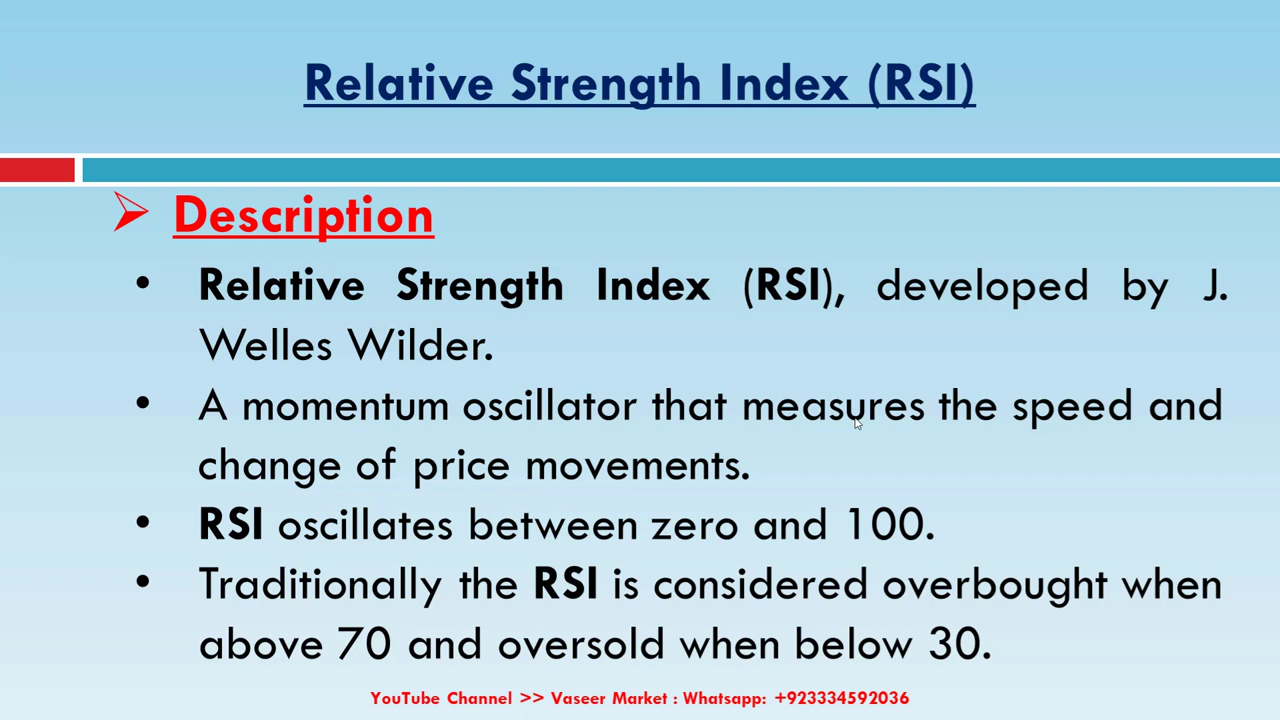 Relative Strength Index (RSI)
➢ Description
• Relative Strength Index (RSI), developed by J.
Welles Wilder.
• A momentum oscillator that measures the speed and
change of price movements.
• RSI oscillates between zero and 100.
• Traditionally the RSI is considered overbought when
above 70 and oversold when below 30.
YouTube Channel >> Vaseer Market : Whatsapp: +923334592036